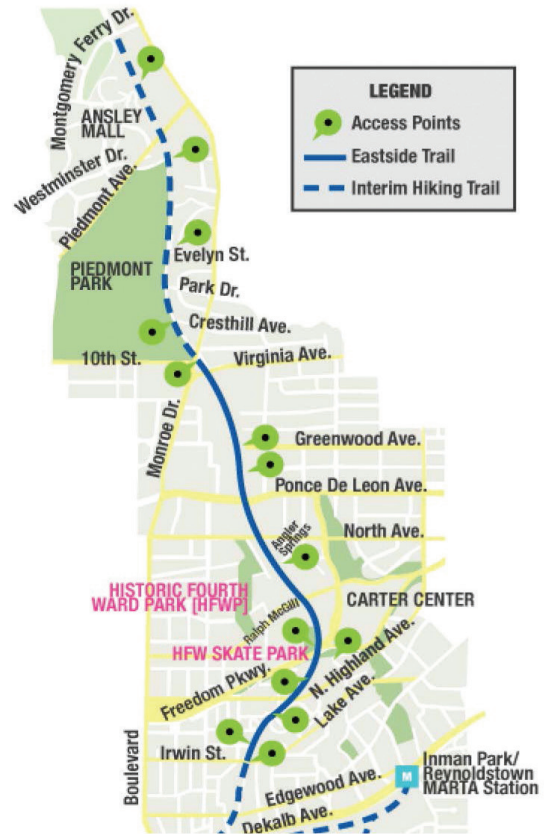 Montgomery Ferry Dr.
ANSLEY
MALL
Westminster Dr.
Piedmont Ave.
LEGEND
Access Points
Eastside Trail
Interim Hiking Trail
Evelyn St.
PIEDMONT
PARK
Park Dr.
Cresthill Ave.
10th St.
Virginia Ave.
Monroe Dr.
Greenwood Ave.
Ponce De Leon Ave.
North Ave.
Angier
Springs
HISTORIC FOURTH
WARD PARK [HFWP]
Ralph McGill
CARTER CENTER
HFW SKATE PARK
N. Highland Ave.
Freedom Pkwy.
Lake Ave.
Irwin St.
Boulevard
Edgewood Ave.
Dekalb Ave.
M
Inman Park/
Reynoldstown
MARTA Station